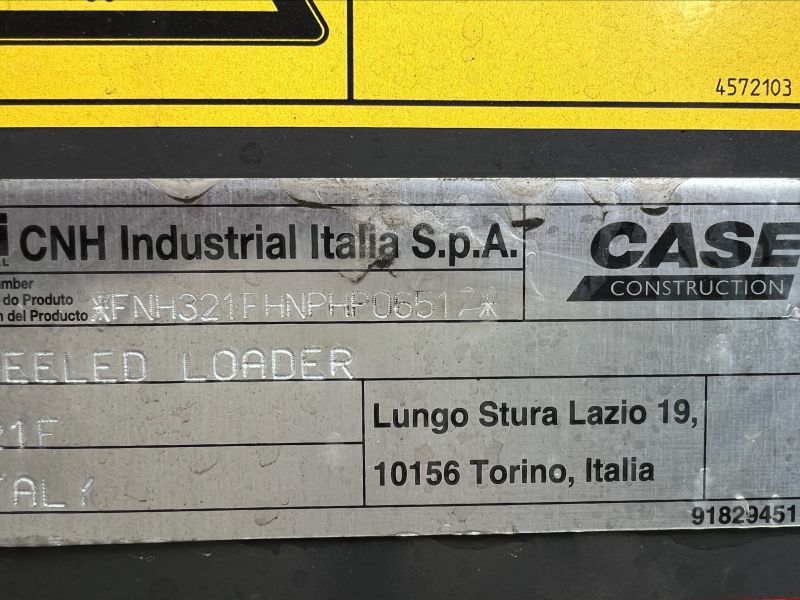 4572103
CNH Industrial Italia S.p.A.
CASE
CONSTRUCTION
do Produto
del Producto
*FNH321FHNPHP06517*
LOADER
Lungo Stura Lazio 19,
10156 Torino, Italia
91829451